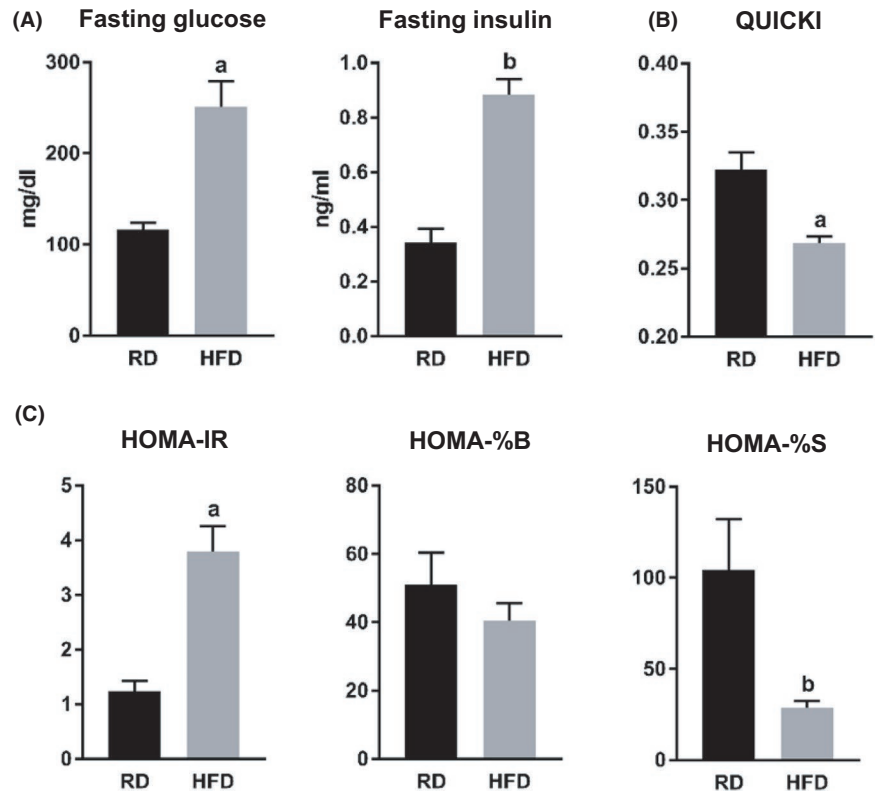 (A)
Fasting glucose
Fasting insulin
(B)
QUICKI
300
200
100
0
mg/dl
a
RD
HFD
1.0
0.8
0.6
0.4
0.2
0.0
ng/ml
b
RD
HFD
0.40
0.35
0.30
0.25
0.20
a
RD
HFD
(C)
HOMA-IR
HOMA-%B
HOMA-%S
5
4
3
2
1
0
a
RD
HFD
80
60
40
20
0
RD
HFD
150
100
50
0
b
RD
HFD